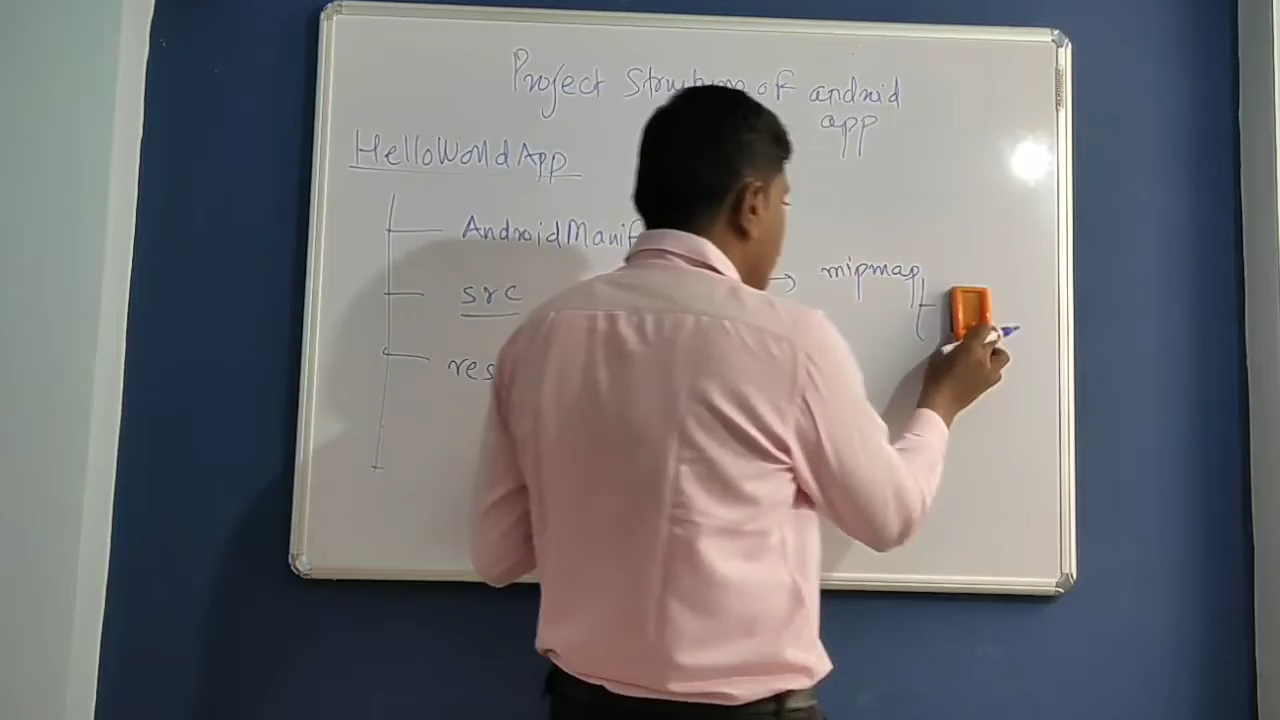 Project Structure of android
app
HelloWorldApp
AndroidManif
src
→ mipmap
res